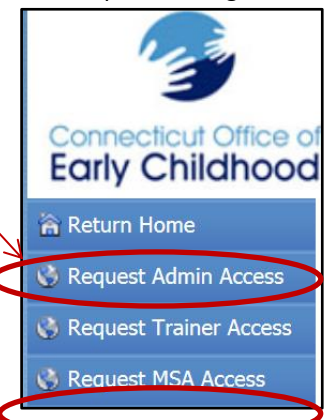 Connecticut Office of
Early Childhood
Return Home
Request Admin Access
Request Trainer Access
Request MSA Access